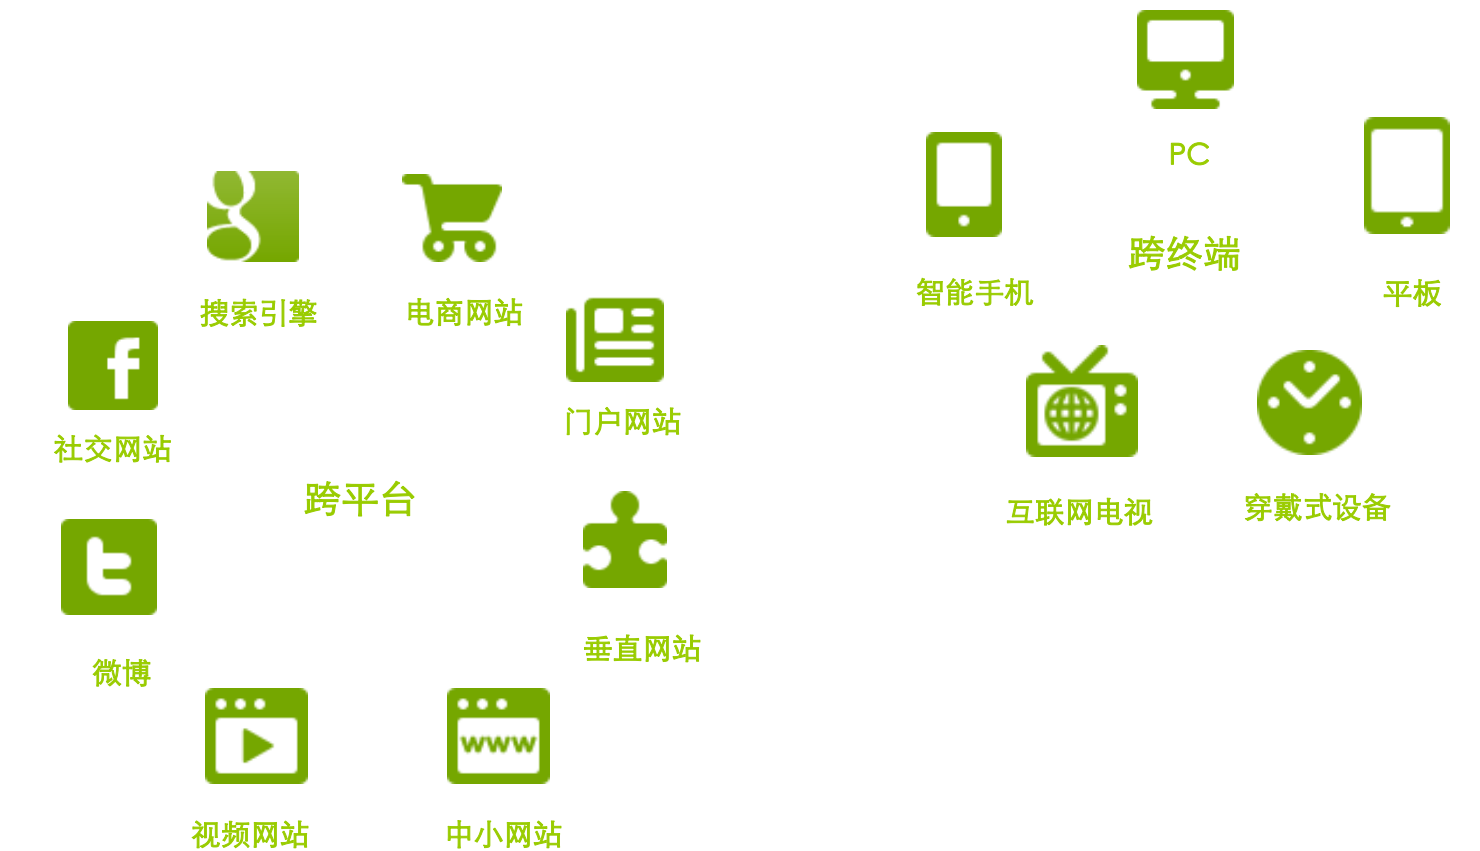 搜索引擎
电商网站
社交网站
门户网站
跨平台
微博
垂直网站
视频网站
www
中小网站
PC
智能手机
跨终端
平板
互联网电视
穿戴式设备